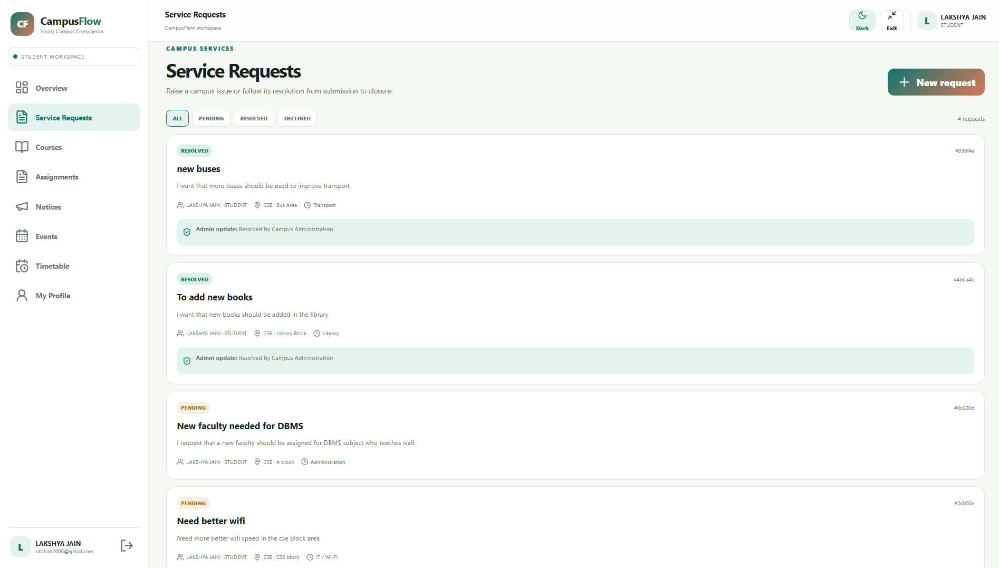 CF
CampusFlow
Smart Campus Companion
STUDENT WORKSPACE
Overview
Service Requests
Courses
Assignments
Notices
Events
Timetable
My Profile
L
LAKSHYA JAIN
olishah2006@gmail.com
Service Requests
CampusFlow workspace
Dark
Exit
L
LAKSHYA JAIN
STUDENT
CAMPUS SERVICES
Service Requests
Raise a campus issue or follow its resolution from submission to closure.
New request
ALL PENDING RESOLVED DECLINED
4 requests
RESOLVED
#939f4e
new buses
I want that more buses should be used to improve transport
LAKSHYA JAIN · STUDENT CSE · Bus Area Transport
Admin update: Resolved by Campus Administration
RESOLVED
#4b6a4b
To add new books
i want that new books should be added in the library
LAKSHYA JAIN · STUDENT CSE · Library Block Library
Admin update: Resolved by Campus Administration
PENDING
#0c000d
New faculty needed for DBMS
I request that a new faculty should be assigned for DBMS subject who teaches well.
LAKSHYA JAIN · STUDENT CSE · A block Administration
PENDING
#0c000e
Need better wifi
Need more better wifi speed in the cse block area
LAKSHYA JAIN · STUDENT CSE · CSE block IT / Wi-Fi